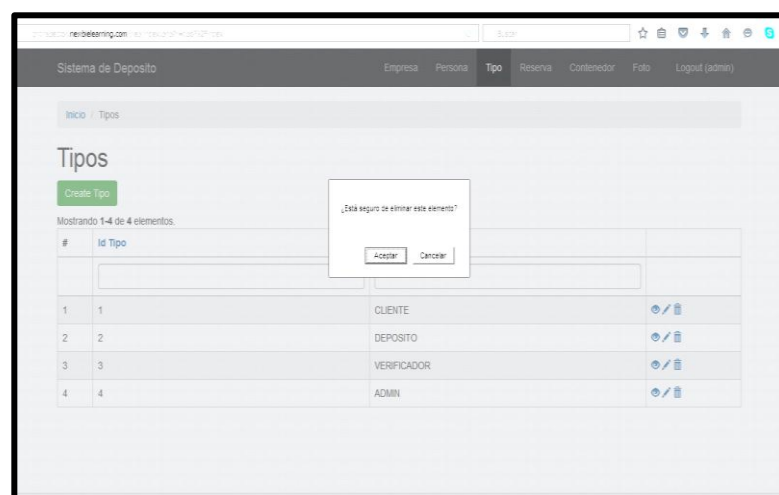 nexbielearning.com
Buscar
Sistema de Deposito Empresa Persona Tipo Reserva Contenedor Foto Logout (admin)
Inicio / Tipos
Tipos
Create Tipo
¿Está seguro de eliminar este elemento?
Aceptar Cancelar
Mostrando 1-4 de 4 elementos.
# Id Tipo
1 1 CLIENTE
2 2 DEPOSITO
3 3 VERIFICADOR
4 4 ADMIN